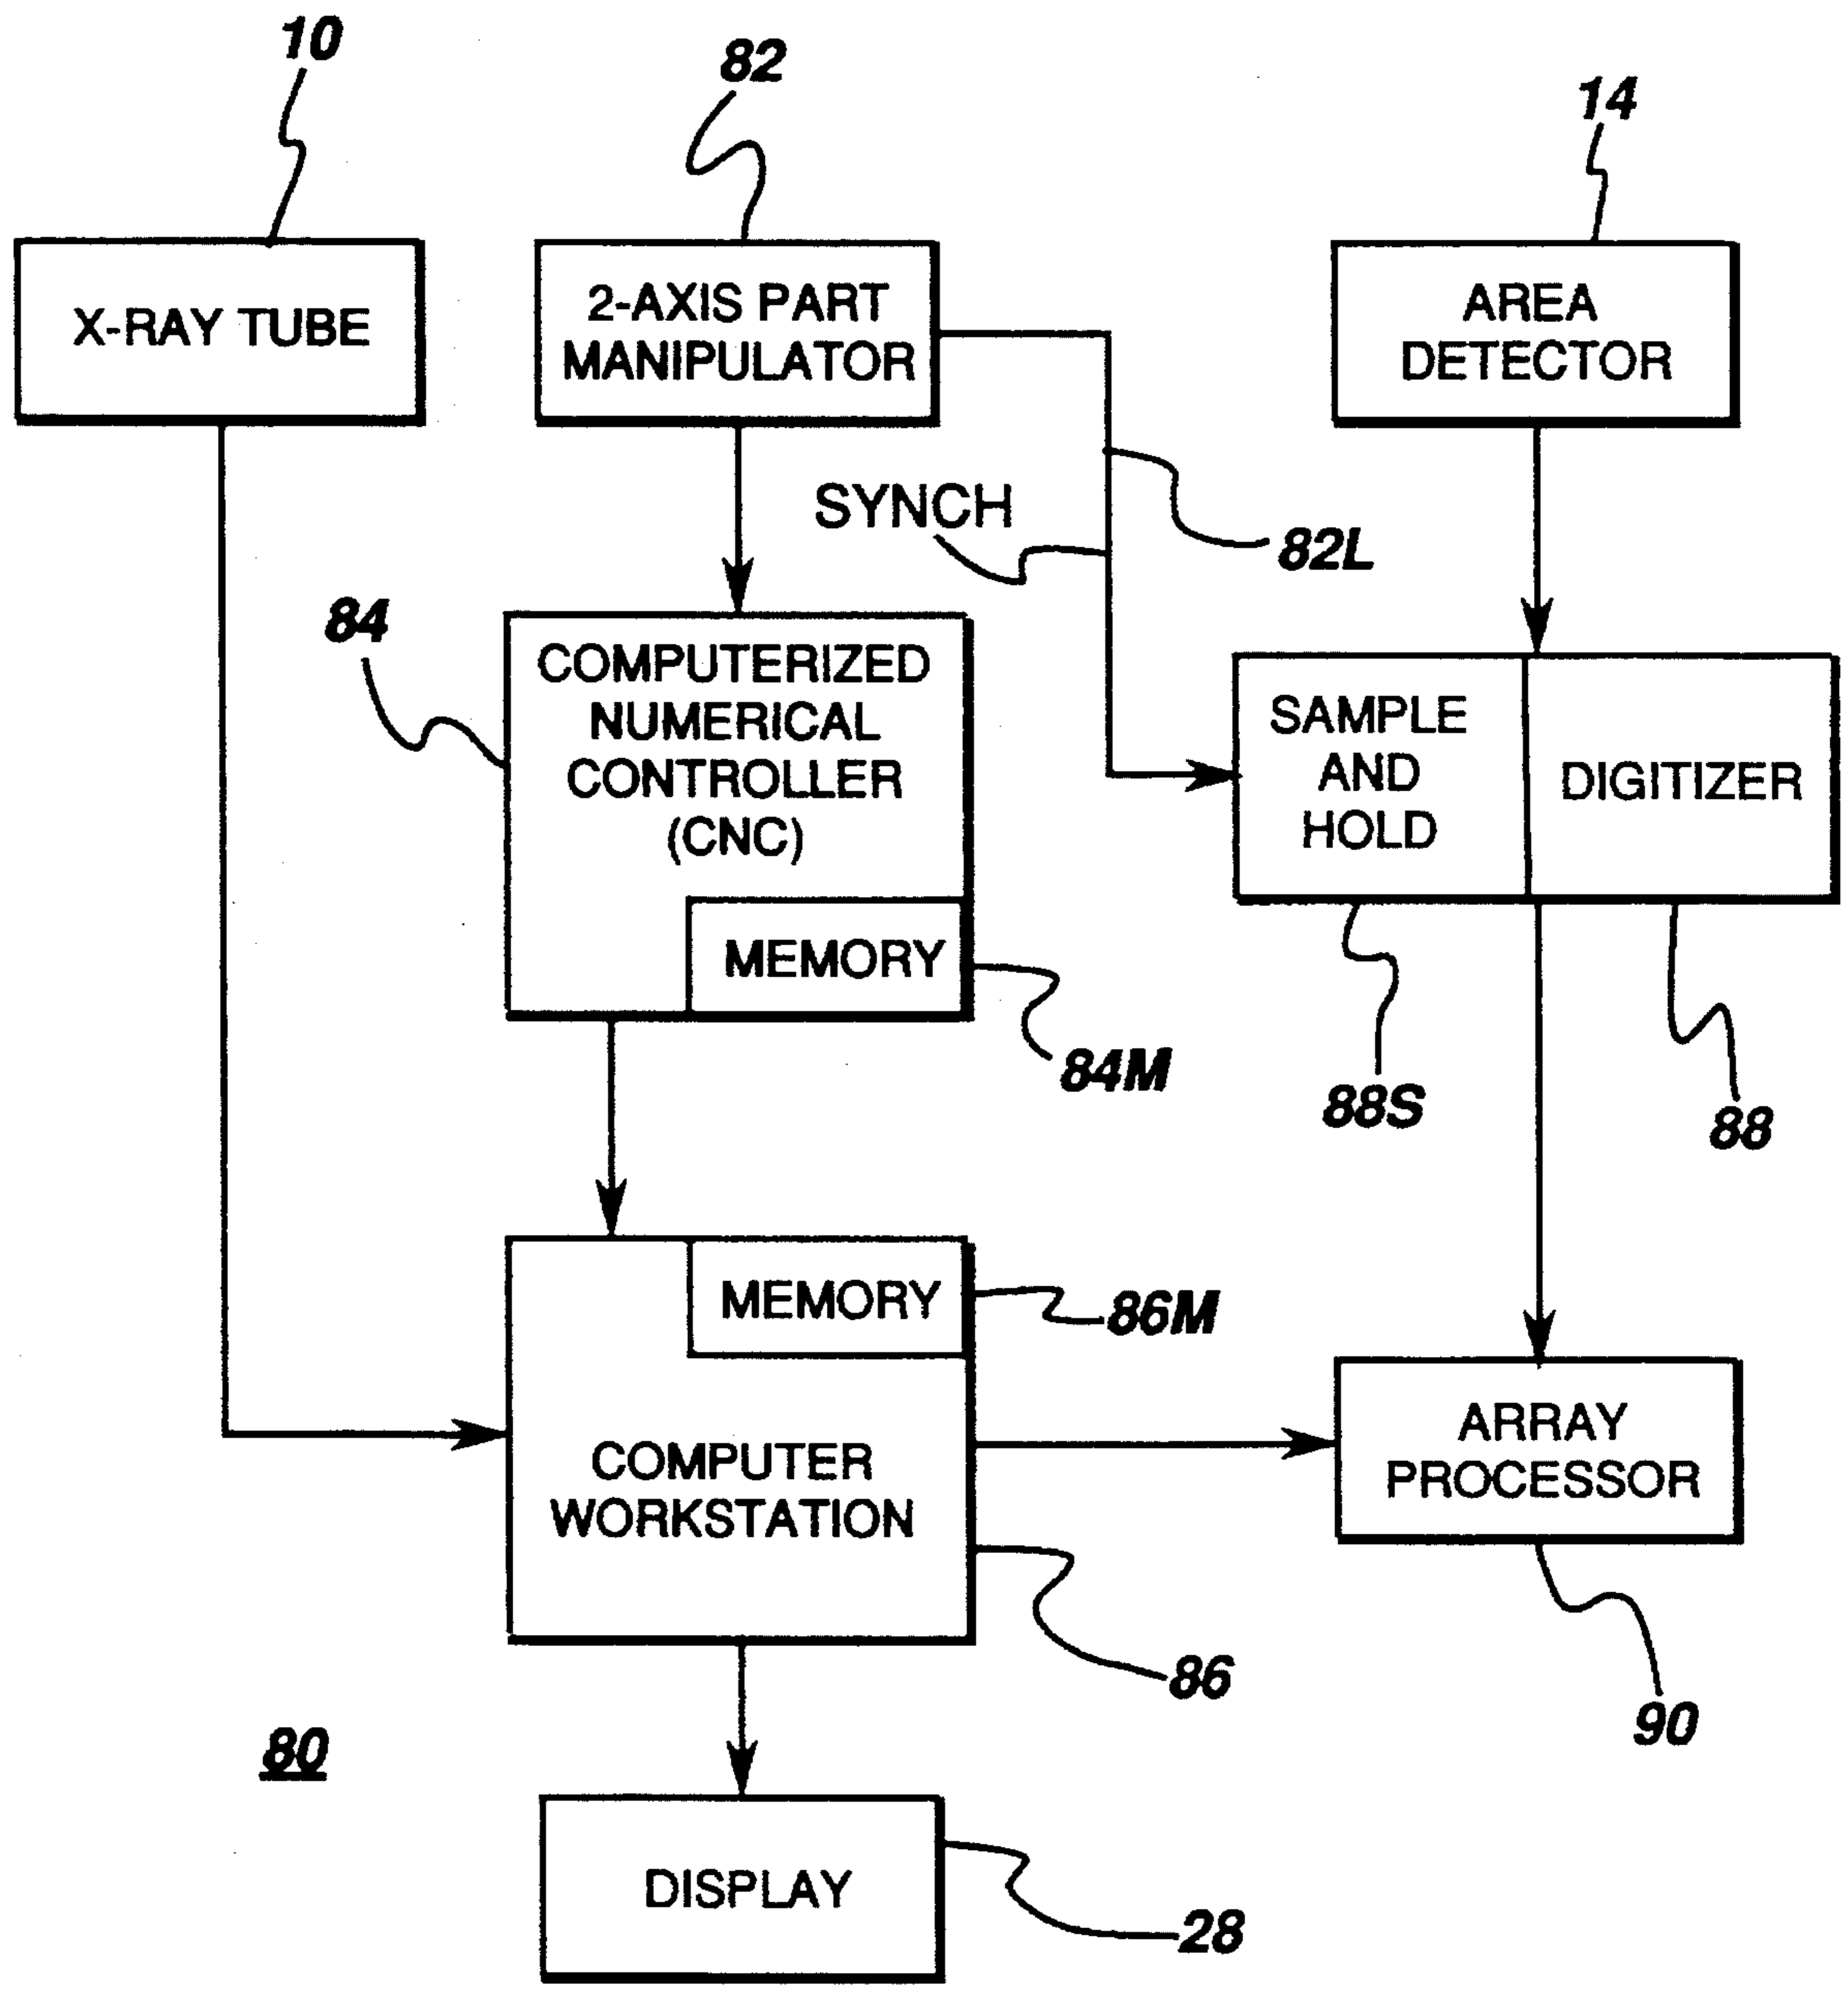 10
82
14
X-RAY TUBE
2-AXIS PART
MANIPULATOR
AREA
DETECTOR
SYNCH
82L
84
COMPUTERIZED
NUMERICAL
CONTROLLER
(CNC)
MEMORY
84M
SAMPLE
AND
HOLD
DIGITIZER
88S
88
MEMORY
86M
COMPUTER
WORKSTATION
86
ARRAY
PROCESSOR
90
80
DISPLAY
28